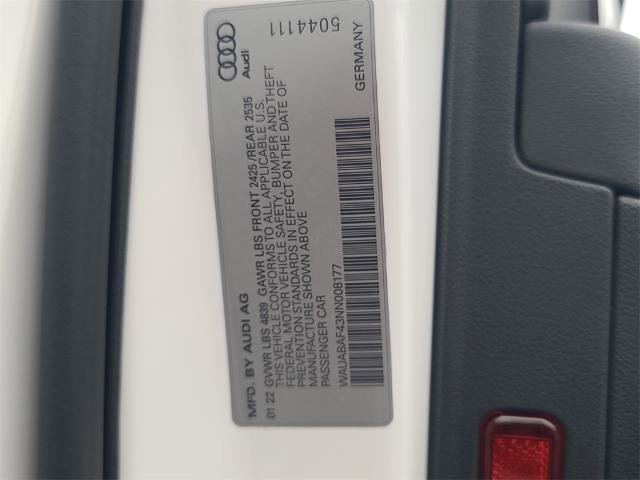 MFD. BY AUDI AG
01 22 GVWR LBS 4839 GAWR LBS FRONT 2425/REAR 2535
THIS VEHICLE CONFORMS TO ALL APPLICABLE U.S.
FEDERAL MOTOR VEHICLE SAFETY, BUMPER AND THEFT
PREVENTION STANDARDS IN EFFECT ON THE DATE OF
MANUFACTURE SHOWN ABOVE
PASSENGER CAR
WAUABAF43NN008177
Audi
5044111
GERMANY